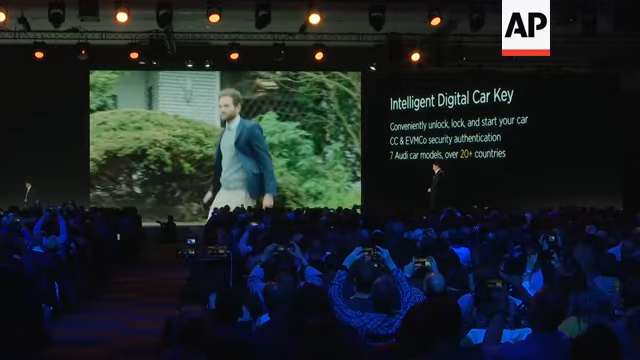 AP
Intelligent Digital Car Key
Conveniently unlock, lock, and start your car
CC & EVMCo security authentication
7 Audi car models, over 20+ countries